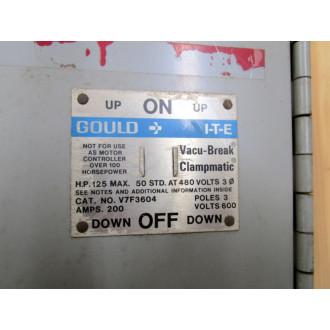 UP ON UP
GOULD I-T-E
NOT FOR USE
AS MOTOR
CONTROLLER
OVER 100
HORSEPOWER
Vacu-Break
Clampmatic
H.P. 125 MAX. 50 STD. AT 480 VOLTS 3 Ø
SEE NOTES AND ADDITIONAL INFORMATION INSIDE
CAT. NO. V7F3604 POLES 3
AMPS. 200 VOLTS 600
DOWN OFF DOWN